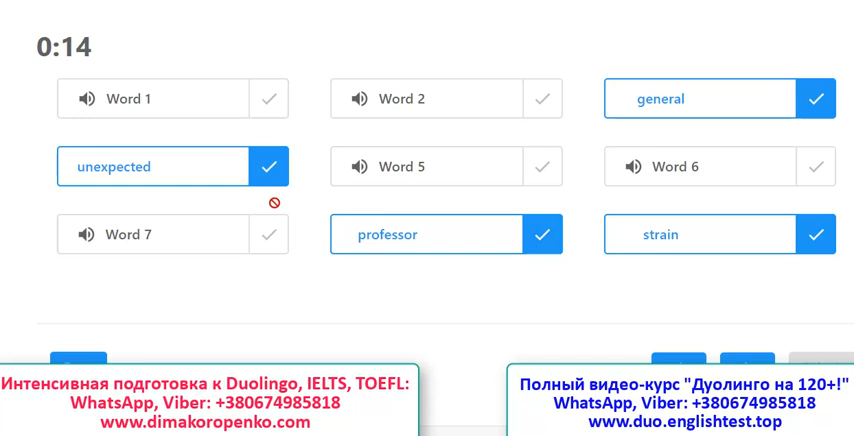 0:14
Word 1
Word 2
general
unexpected
Word 5
Word 6
Word 7
professor
strain
Интенсивная подготовка к Duolingo, IELTS, TOEFL:
WhatsApp, Viber: +380674985818
www.dimakoropenko.com
Полный видео-курс "Дуолинго на 120+!"
WhatsApp, Viber: +380674985818
www.duo.englishtest.top